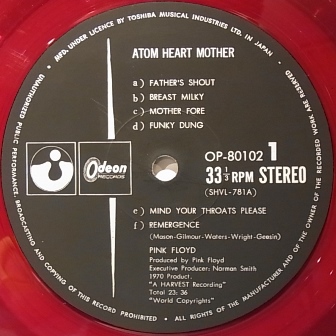 MFD. UNDER LICENCE BY TOSHIBA MUSICAL INDUSTRIES LTD. IN JAPAN
ALL RIGHTS OF THE MANUFACTURER AND OF THE OWNER OF THE RECORDED WORK ARE RESERVED
UNAUTHORISED PUBLIC PERFORMANCE, BROADCASTING AND COPYING OF THIS RECORD PROHIBITED.
ATOM HEART MOTHER
a) FATHER'S SHOUT
b) BREAST MILKY
c) MOTHER FORE
d) FUNKY DUNG
Odeon
RECORDS
OP-80102 1
33⅓RPM STEREO
(SHVL-781A)
e) MIND YOUR THROATS PLEASE
f) REMERGENCE
(Mason-Gilmour-Waters-Wright-Geesin)
PINK FLOYD
Produced by Pink Floyd
Executive Producer: Norman Smith
1970 Product.
"A HARVEST Recording"
Total 23; 36
"World Copyrights"